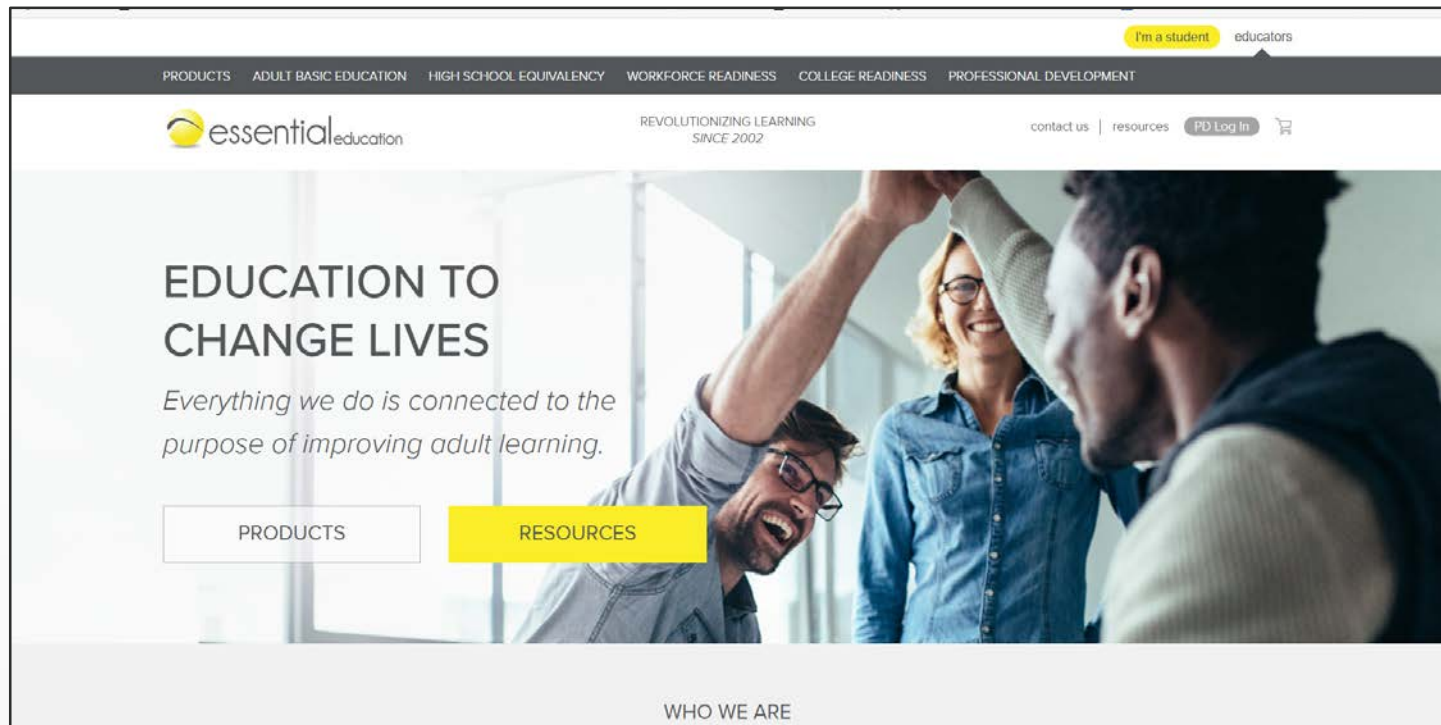 I'm a student educators
PRODUCTS ADULT BASIC EDUCATION HIGH SCHOOL EQUIVALENCY WORKFORCE READINESS COLLEGE READINESS PROFESSIONAL DEVELOPMENT
essential education
REVOLUTIONIZING LEARNING
SINCE 2002
contact us | resources PD Log In
EDUCATION TO
CHANGE LIVES
Everything we do is connected to the
purpose of improving adult learning.
PRODUCTS RESOURCES
WHO WE ARE